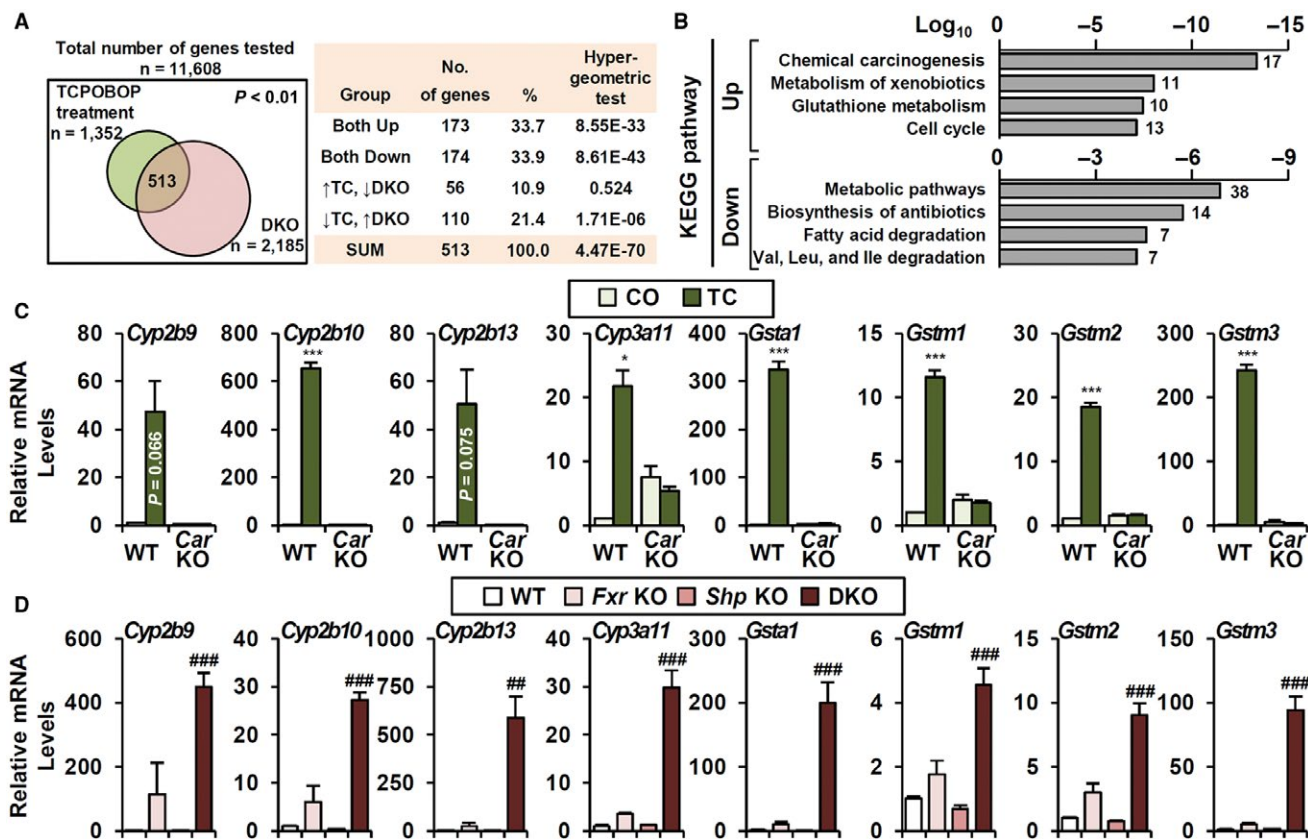 A
Total number of genes tested
n = 11,608
TCPOBOP
treatment
n = 1,352
P < 0.01
513
DKO
n = 2,185
Group No. of genes % Hyper-geometric test
Both Up 173 33.7 8.55E-33
Both Down 174 33.9 8.61E-43
↑TC, ↓DKO 56 10.9 0.524
↓TC, ↑DKO 110 21.4 1.71E-06
SUM 513 100.0 4.47E-70
B
Log10 0 –5 –10 –15
KEGG pathway
Up
Chemical carcinogenesis 17
Metabolism of xenobiotics 11
Glutathione metabolism 10
Cell cycle 13
0 –3 –6 –9
Down
Metabolic pathways 38
Biosynthesis of antibiotics 14
Fatty acid degradation 7
Val, Leu, and Ile degradation 7
C
CO TC
Relative mRNA
Levels
Cyp2b9
80
60
40
20
0
P = 0.066
WT Car KO
Cyp2b10
800
600
400
200
0
***
WT Car KO
Cyp2b13
80
60
40
20
0
P = 0.075
WT Car KO
Cyp3a11
30
20
10
0
*
WT Car KO
Gsta1
400
300
200
100
0
***
WT Car KO
Gstm1
15
10
5
0
***
WT Car KO
Gstm2
30
20
10
0
***
WT Car KO
Gstm3
300
200
100
0
***
WT Car KO
D
WT Fxr KO Shp KO DKO
Relative mRNA
Levels
Cyp2b9
600
400
200
0
###
Cyp2b10
40
30
20
10
0
###
Cyp2b13
1000
750
500
250
0
##
Cyp3a11
40
30
20
10
0
###
Gsta1
300
200
100
0
###
Gstm1
6
4
2
0
###
Gstm2
15
10
5
0
###
Gstm3
150
100
50
0
###